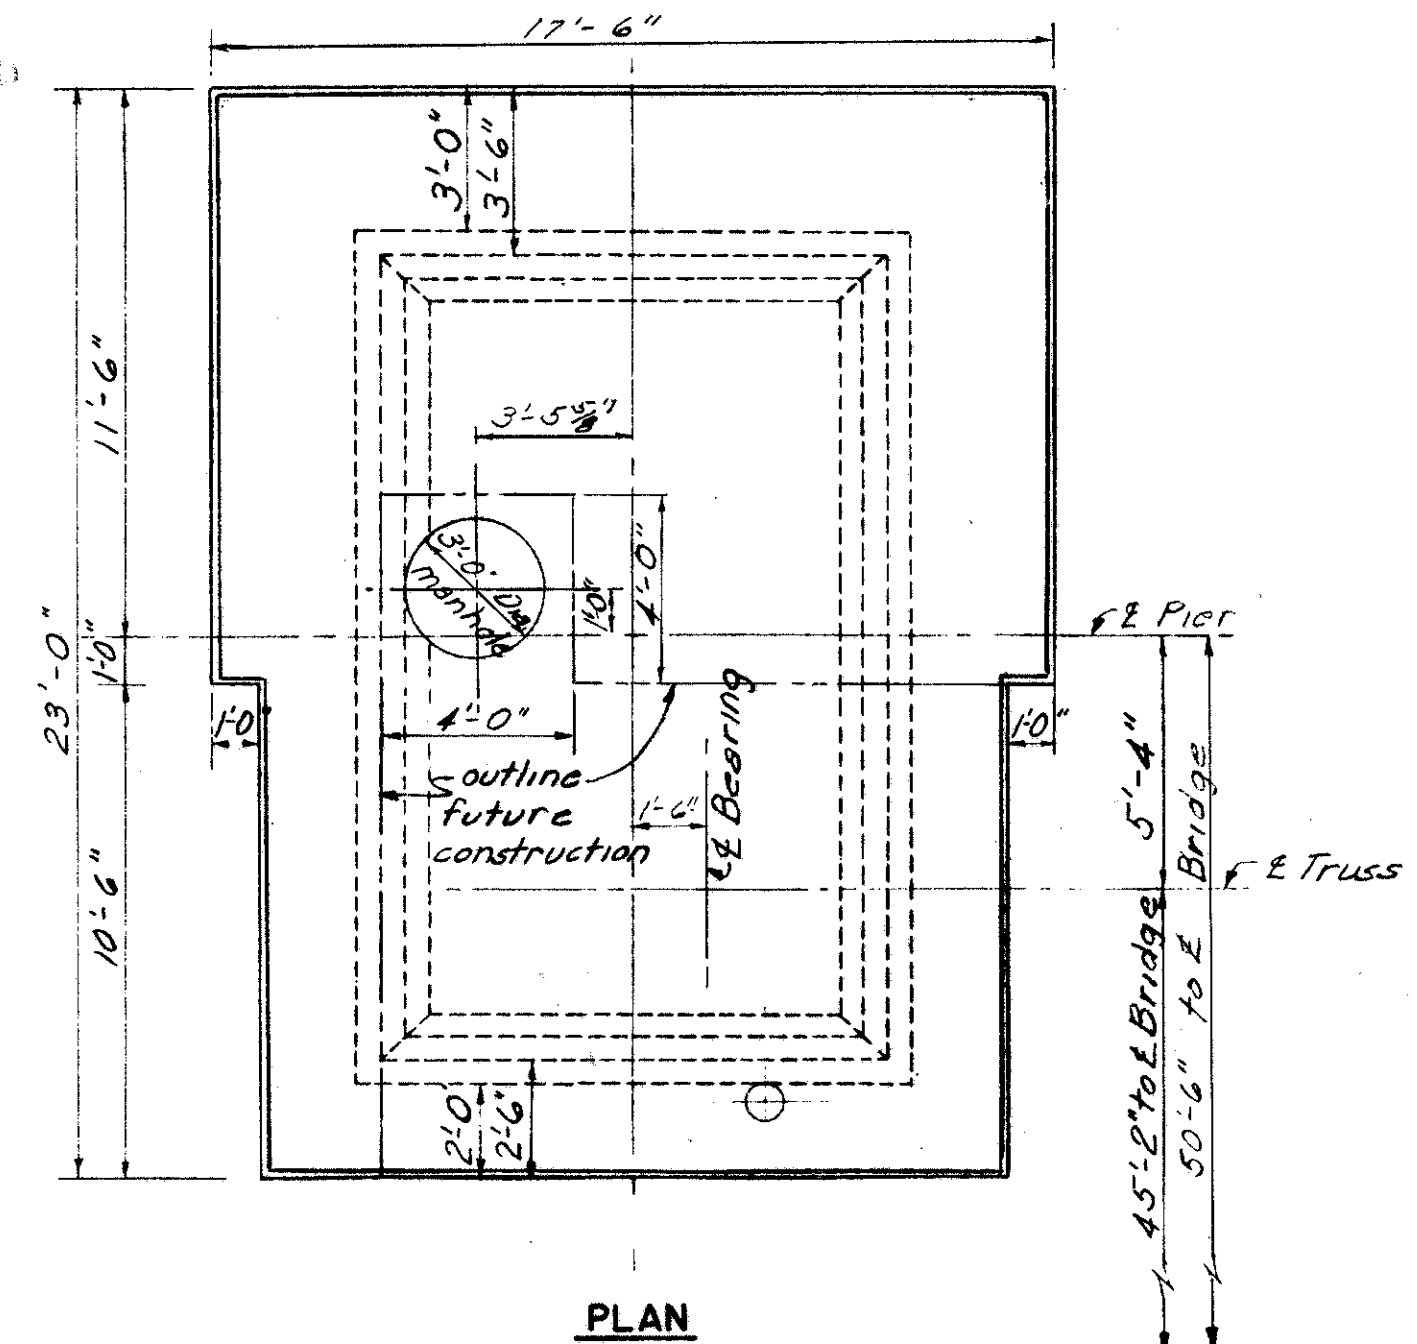 17'-6"
3'-0"
3'-6"
11'-6"
3'-5 5/8"
3'-0" Dia.
manhole
1'-0"
4'-0"
℄ Pier
23'-0"
1'-0"
1'-0
4'-0"
1'-0"
℄ Bearing
outline
future
construction
1'-6"
5'-4"
℄ Truss
10'-6"
45'-2" to ℄ Bridge
50'-6" to ℄ Bridge
2'-0"
2'-6"
PLAN